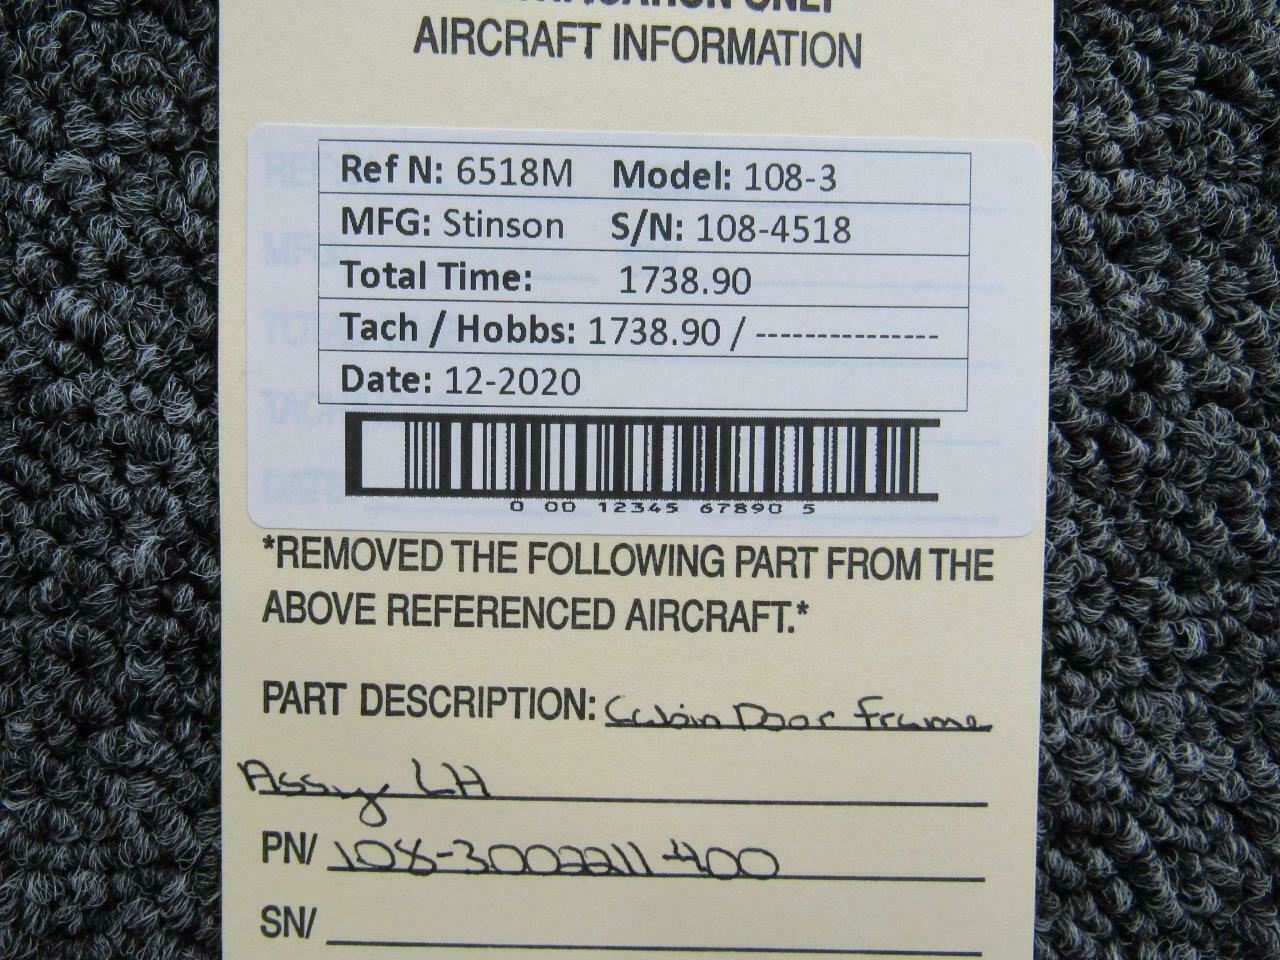 AIRCRAFT INFORMATION
Ref N: 6518M Model: 108-3
MFG: Stinson S/N: 108-4518
Total Time: 1738.90
Tach / Hobbs: 1738.90 / ---------------
Date: 12-2020
0 00 12345 67890 5
*REMOVED THE FOLLOWING PART FROM THE
ABOVE REFERENCED AIRCRAFT.*
PART DESCRIPTION: Cabin Door Frame
Assy LH
PN/ 108-3002211-400
SN/